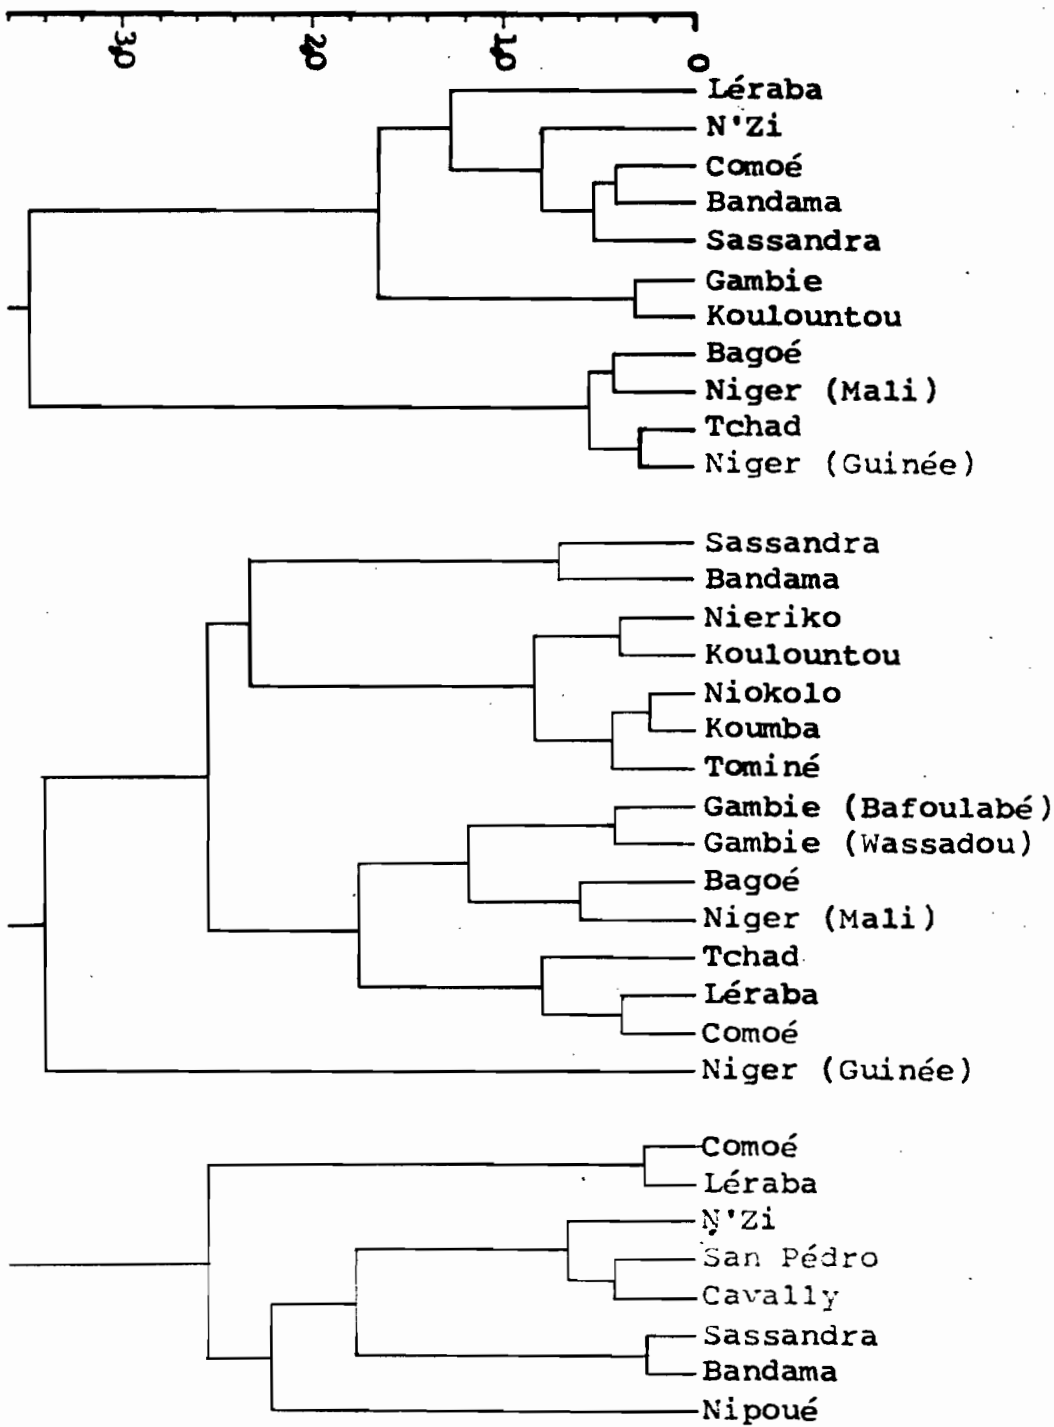 30 20 10 0
Léraba
N'Zi
Comoé
Bandama
Sassandra
Gambie
Koulountou
Bagoé
Niger (Mali)
Tchad
Niger (Guinée)
Sassandra
Bandama
Nieriko
Koulountou
Niokolo
Koumba
Tominé
Gambie (Bafoulabé)
Gambie (Wassadou)
Bagoé
Niger (Mali)
Tchad
Léraba
Comoé
Niger (Guinée)
Comoé
Léraba
N'Zi
San Pédro
Cavally
Sassandra
Bandama
Nipoué